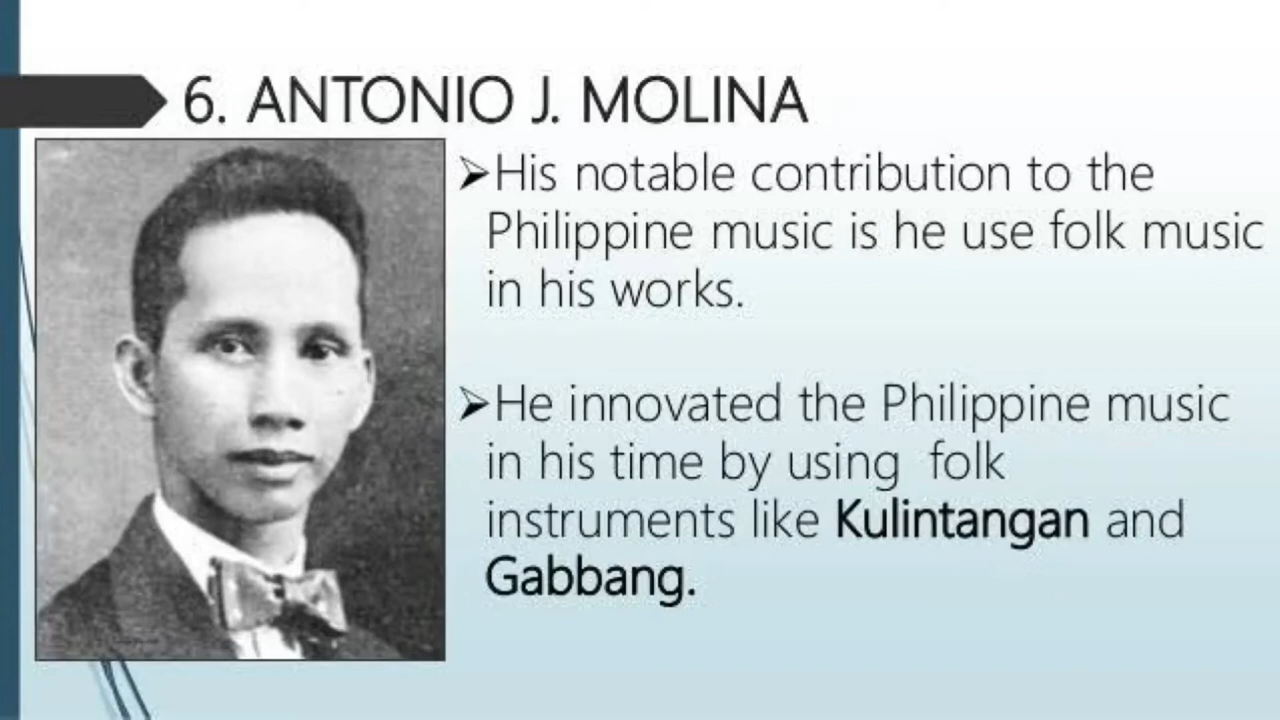 6. ANTONIO J. MOLINA
➢His notable contribution to the
Philippine music is he use folk music
in his works.
➢He innovated the Philippine music
in his time by using folk
instruments like Kulintangan and
Gabbang.